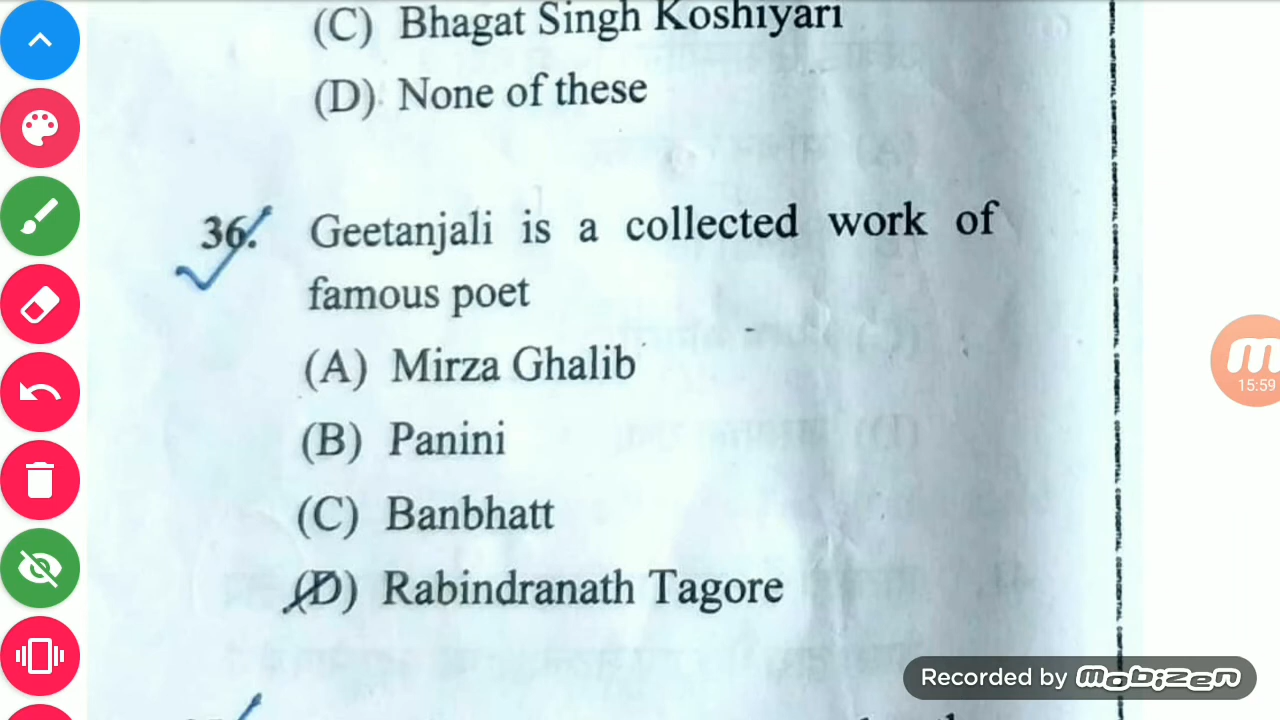 (C) Bhagat Singh Koshiyari
(D) None of these
36. Geetanjali is a collected work of
famous poet
(A) Mirza Ghalib
(B) Panini
(C) Banbhatt
(D) Rabindranath Tagore
15:59
Recorded by MOBIZEN